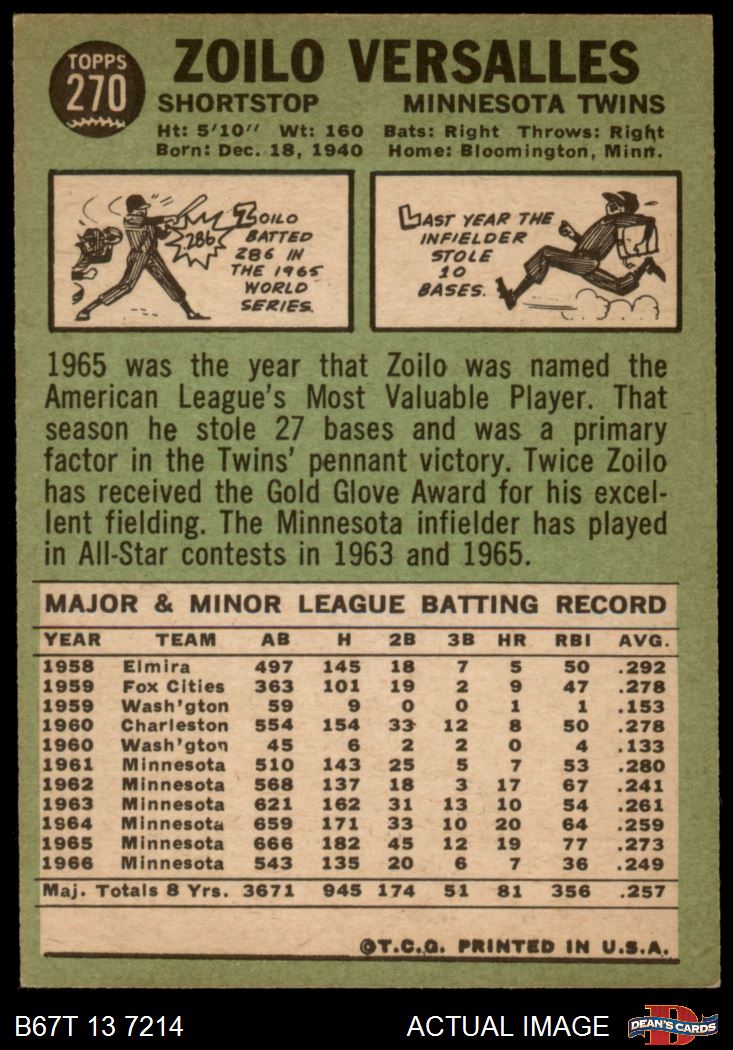 TOPPS
270
ZOILO VERSALLES
SHORTSTOP MINNESOTA TWINS
Ht: 5'10" Wt: 160 Bats: Right Throws: Right
Born: Dec. 18, 1940 Home: Bloomington, Minn.
286
ZOILO
BATTED
286 IN
THE 1965
WORLD
SERIES.
LAST YEAR THE
INFIELDER
STOLE
10
BASES.
1965 was the year that Zoilo was named the
American League's Most Valuable Player. That
season he stole 27 bases and was a primary
factor in the Twins' pennant victory. Twice Zoilo
has received the Gold Glove Award for his excel-
lent fielding. The Minnesota infielder has played
in All-Star contests in 1963 and 1965.
MAJOR & MINOR LEAGUE BATTING RECORD
YEAR TEAM AB H 2B 3B HR RBI AVG.
1958 Elmira 497 145 18 7 5 50 .292
1959 Fox Cities 363 101 19 2 9 47 .278
1959 Wash'gton 59 9 0 0 1 1 .153
1960 Charleston 554 154 33 12 8 50 .278
1960 Wash'gton 45 6 2 2 0 4 .133
1961 Minnesota 510 143 25 5 7 53 .280
1962 Minnesota 568 137 18 3 17 67 .241
1963 Minnesota 621 162 31 13 10 54 .261
1964 Minnesota 659 171 33 10 20 64 .259
1965 Minnesota 666 182 45 12 19 77 .273
1966 Minnesota 543 135 20 6 7 36 .249
Maj. Totals 8 Yrs. 3671 945 174 51 81 356 .257
©T.C.G. PRINTED IN U.S.A.
B67T 13 7214 ACTUAL IMAGE D DEAN'S CARDS